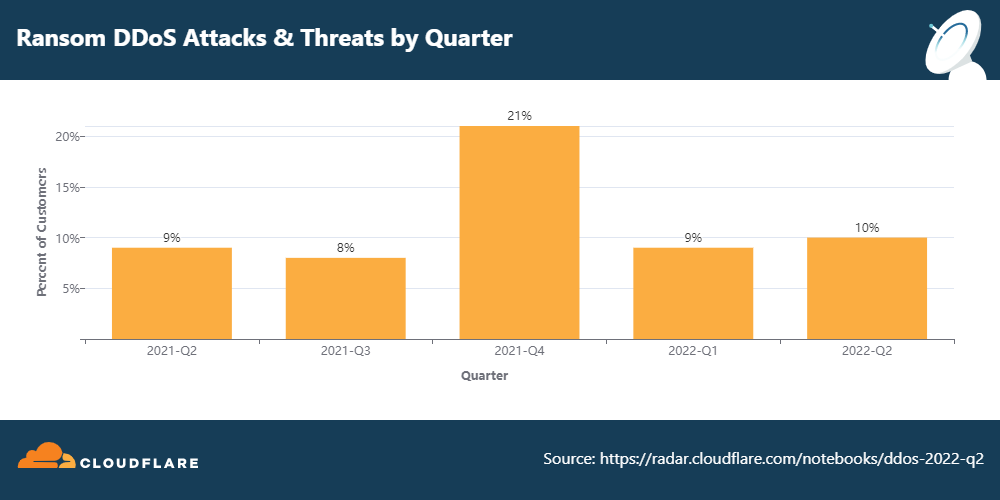 Ransom DDoS Attacks & Threats by Quarter
Percent of Customers
20%
15%
10%
5%
9%
8%
21%
9%
10%
2021-Q2
2021-Q3
2021-Q4
2022-Q1
2022-Q2
Quarter
CLOUDFLARE
Source: https://radar.cloudflare.com/notebooks/ddos-2022-q2